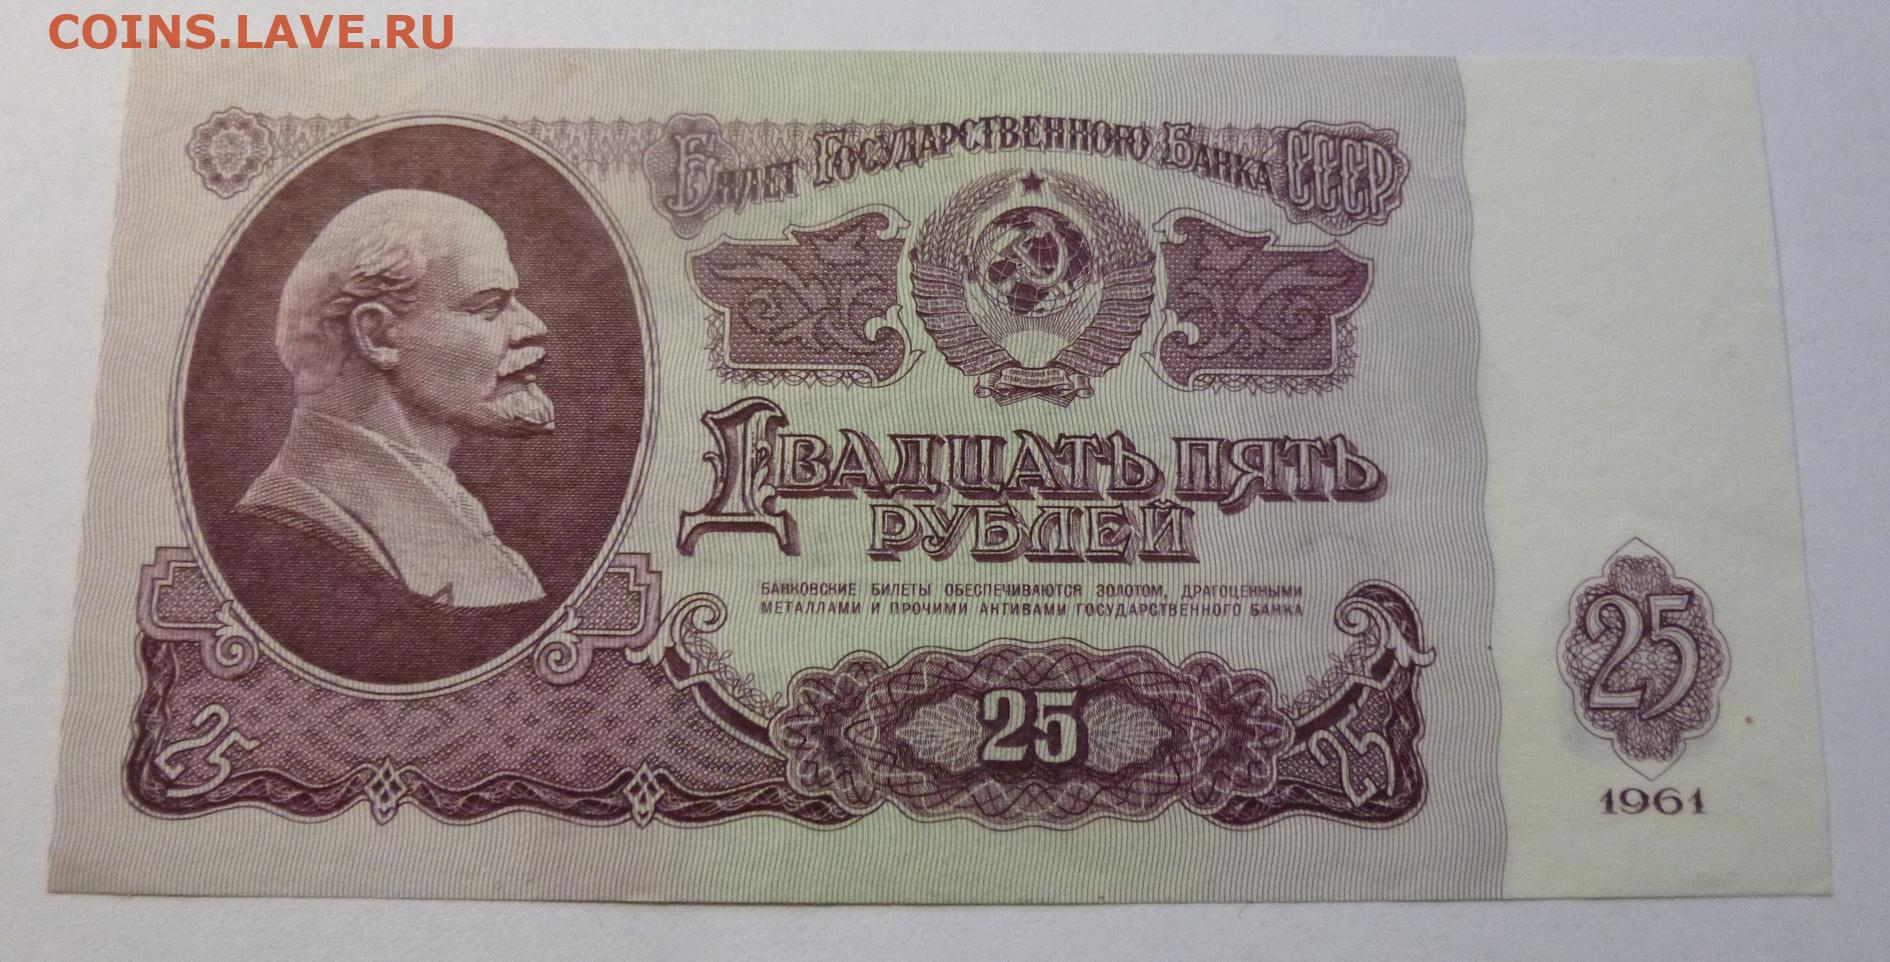 COINS.LAVE.RU
Билет Государственного Банка СССР
Двадцать пять
рублей
БАНКОВСКИЕ БИЛЕТЫ ОБЕСПЕЧИВАЮТСЯ ЗОЛОТОМ, ДРАГОЦЕННЫМИ
МЕТАЛЛАМИ И ПРОЧИМИ АКТИВАМИ ГОСУДАРСТВЕННОГО БАНКА
25
25
25
25
1961